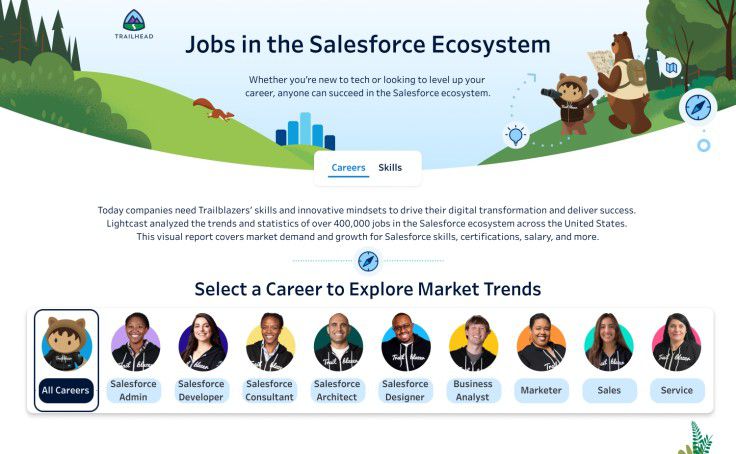 TRAILHEAD
Jobs in the Salesforce Ecosystem
Whether you're new to tech or looking to level up your
career, anyone can succeed in the Salesforce ecosystem.
Careers Skills
Today companies need Trailblazers' skills and innovative mindsets to drive their digital transformation and deliver success.
Lightcast analyzed the trends and statistics of over 400,000 jobs in the Salesforce ecosystem across the United States.
This visual report covers market demand and growth for Salesforce skills, certifications, salary, and more.
Select a Career to Explore Market Trends
All Careers
Salesforce
Admin
Salesforce
Developer
Salesforce
Consultant
Salesforce
Architect
Salesforce
Designer
Business
Analyst
Marketer
Sales
Service